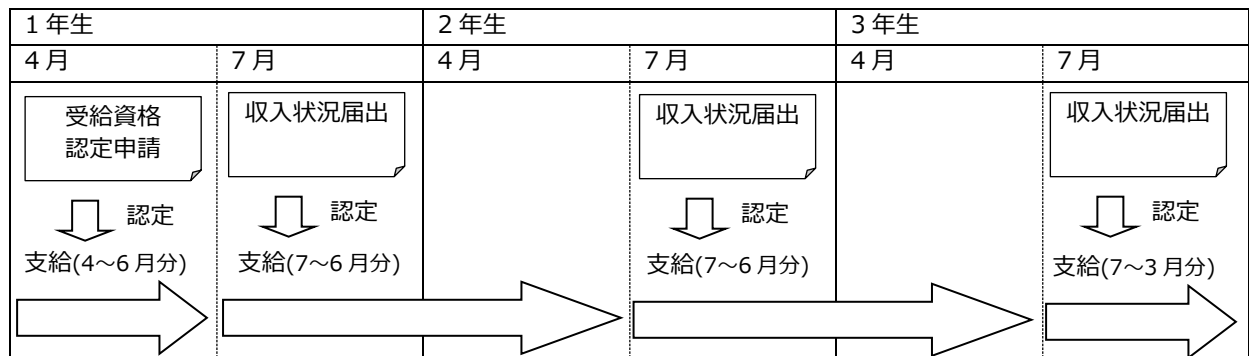 1年生
2年生
3年生
4月
7月
4月
7月
4月
7月
受給資格
認定申請
収入状況届出
収入状況届出
収入状況届出
認定
認定
認定
認定
支給(4～6月分)
支給(7～6月分)
支給(7～6月分)
支給(7～3月分)